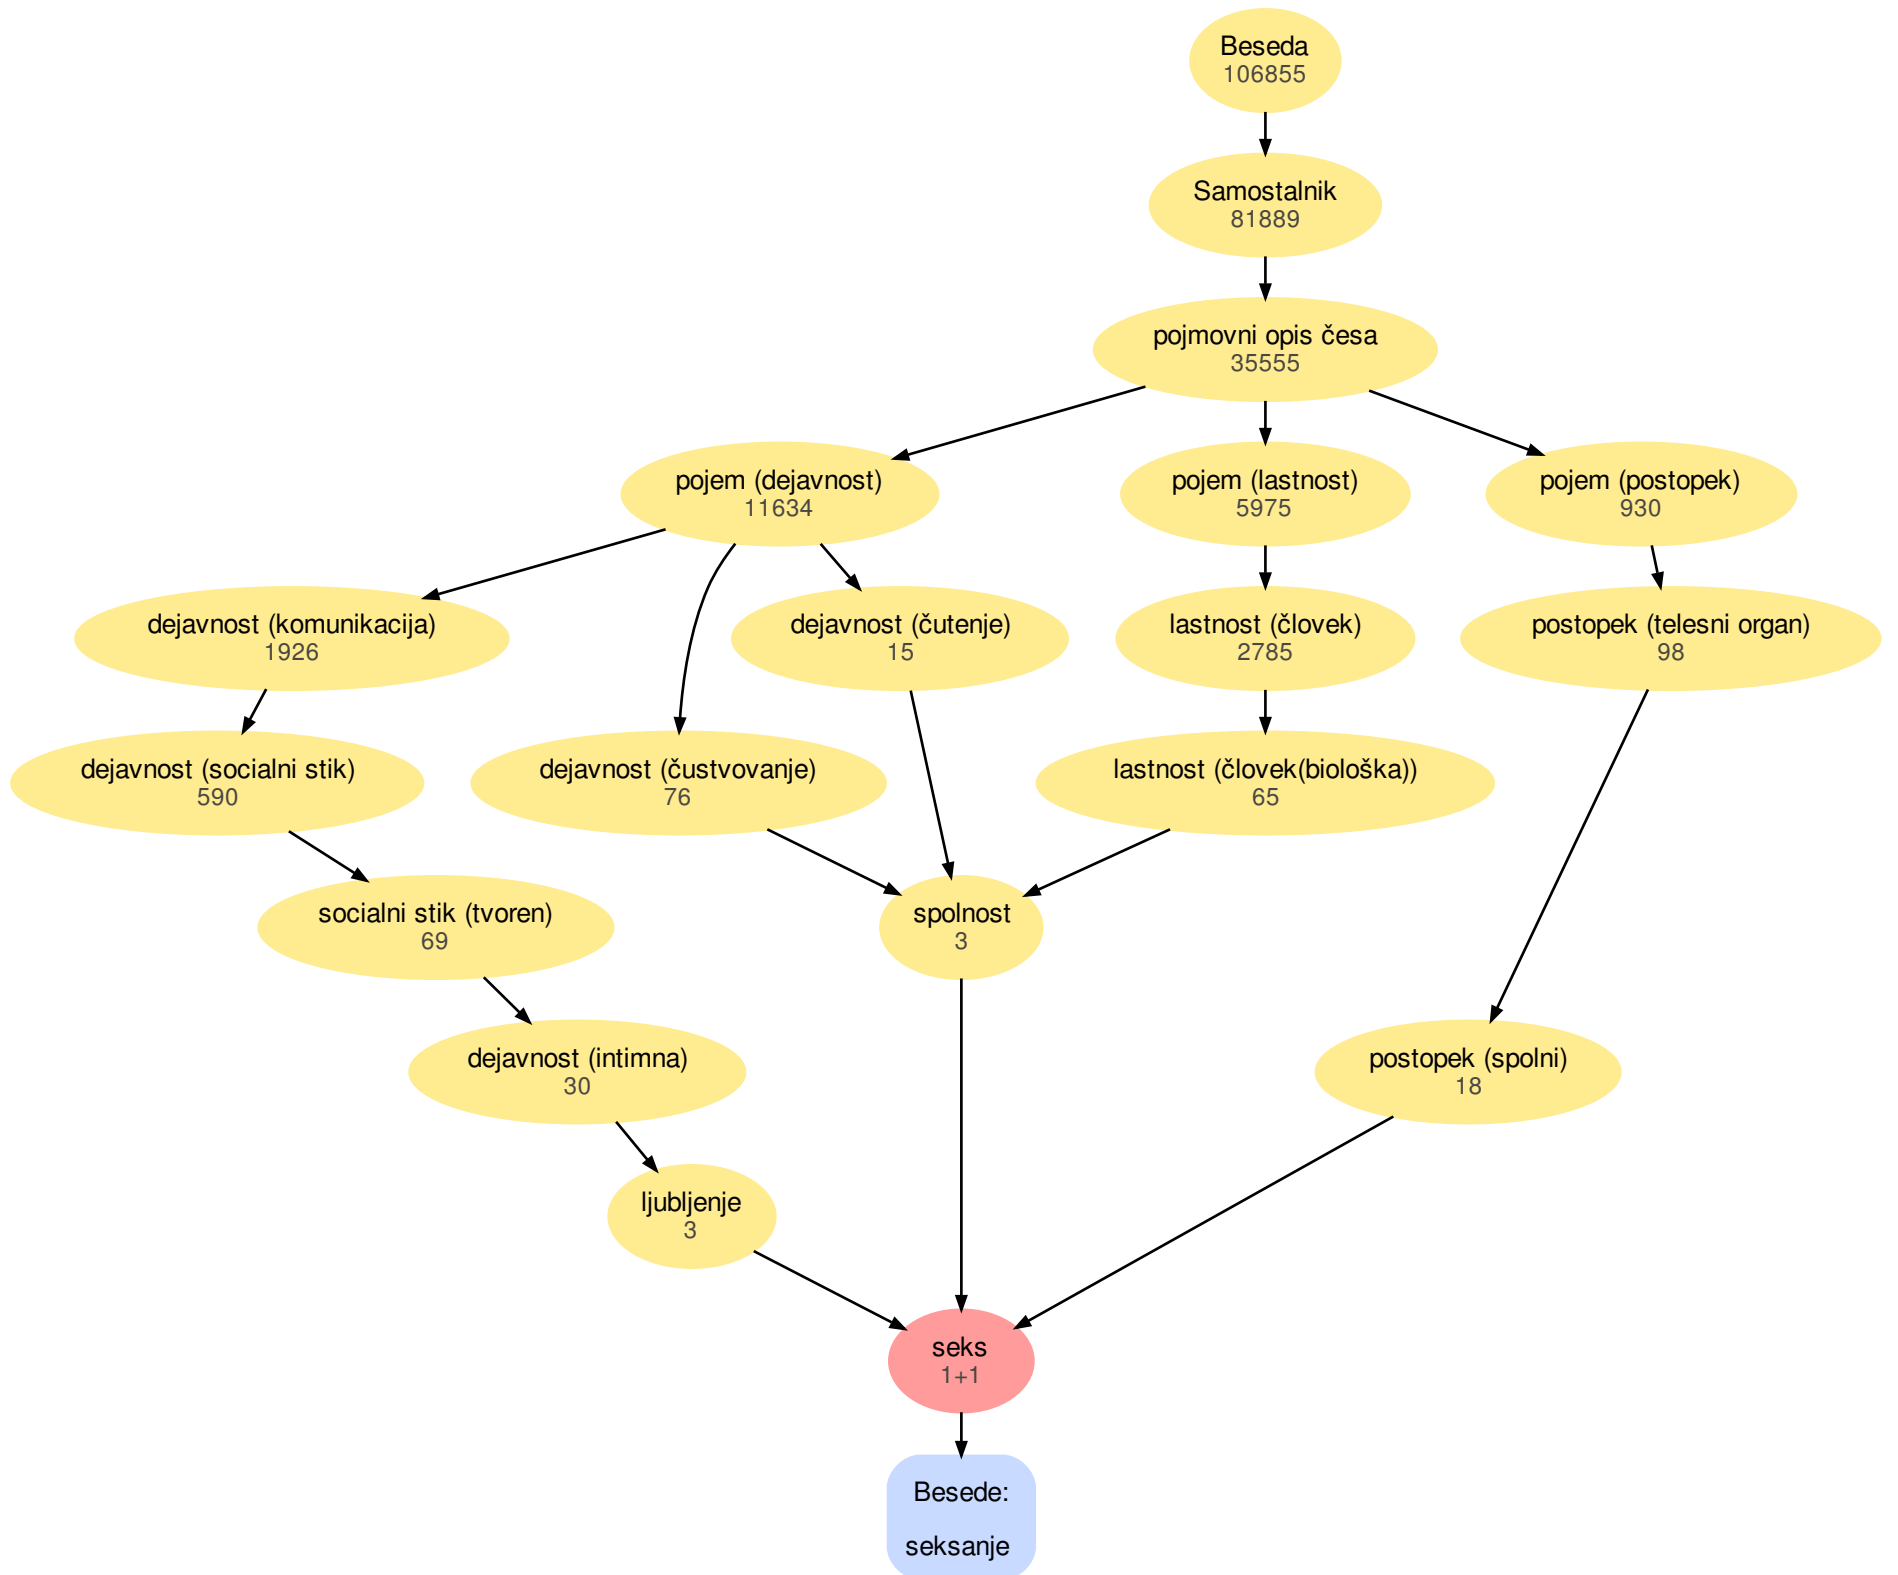 Beseda
106855
Samostalnik
81889
pojmovni opis česa
35555
pojem (dejavnost)
11634
pojem (lastnost)
5975
pojem (postopek)
930
dejavnost (komunikacija)
1926
dejavnost (čutenje)
15
lastnost (človek)
2785
postopek (telesni organ)
98
dejavnost (socialni stik)
590
dejavnost (čustvovanje)
76
lastnost (človek(biološka))
65
socialni stik (tvoren)
69
spolnost
3
dejavnost (intimna)
30
postopek (spolni)
18
ljubljenje
3
seks
1+1
Besede:
seksanje